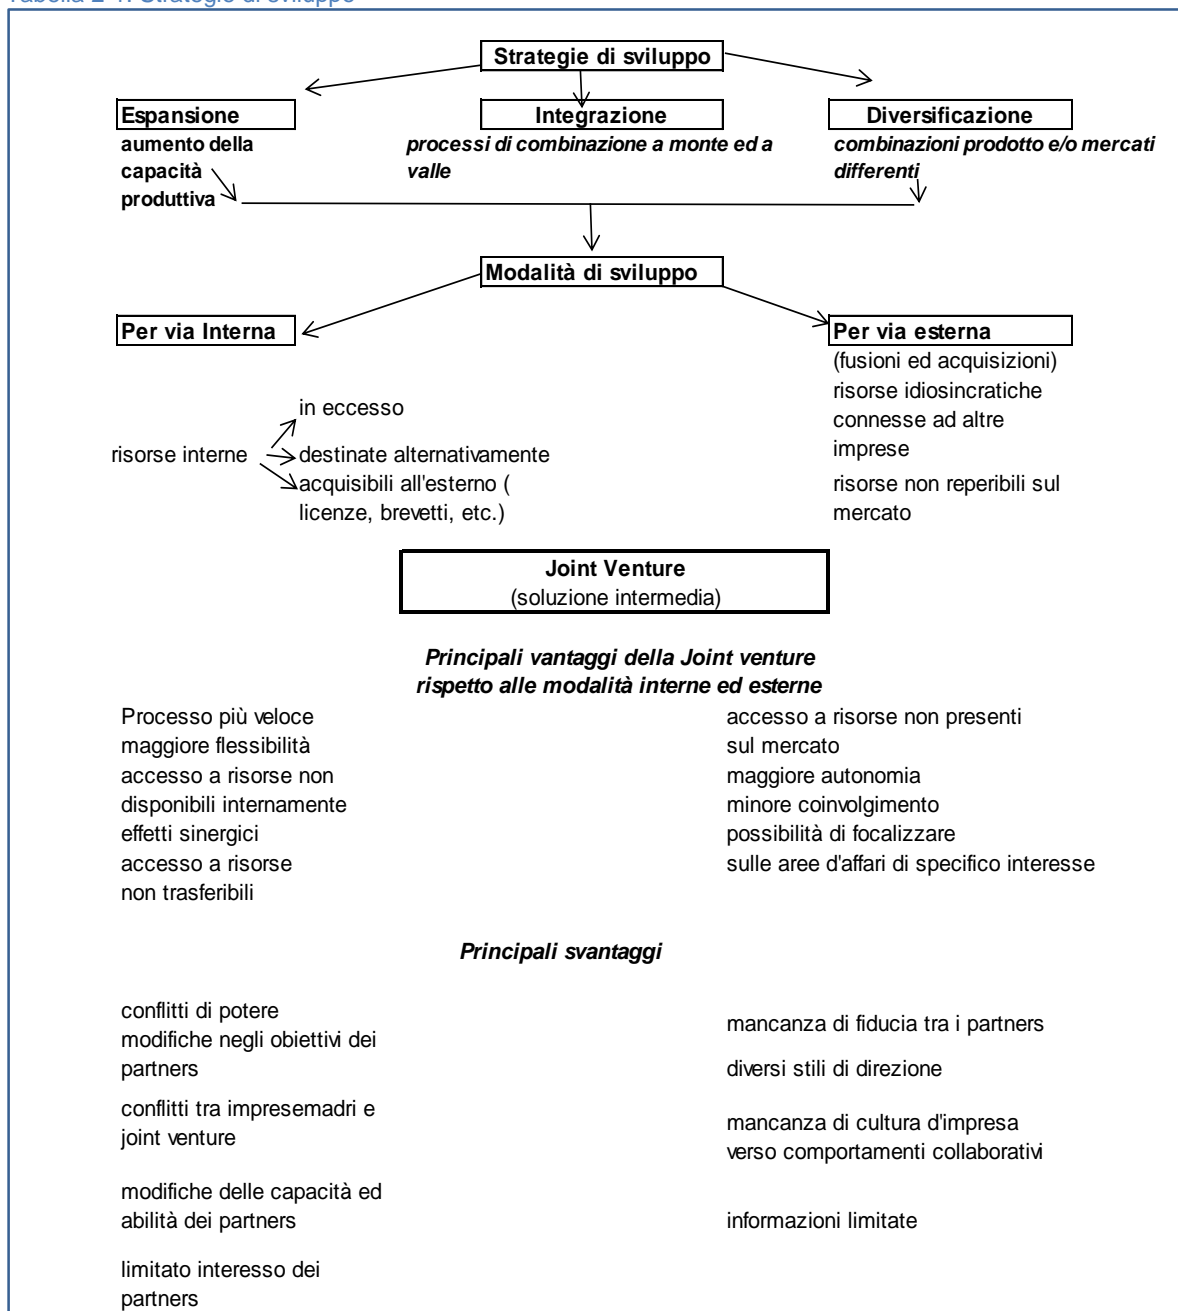 Tabella 2-1: Strategie di sviluppo
Strategie di sviluppo
Espansione
Integrazione
Diversificazione
aumento della
capacità
produttiva
processi di combinazione a monte ed a
valle
combinazioni prodotto e/o mercati
differenti
Modalità di sviluppo
Per via Interna
Per via esterna
(fusioni ed acquisizioni)
risorse idiosincratiche
connesse ad altre
imprese
risorse non reperibili sul
mercato
risorse interne
in eccesso
destinate alternativamente
acquisibili all'esterno (
licenze, brevetti, etc.)
Joint Venture
(soluzione intermedia)
Principali vantaggi della Joint venture
rispetto alle modalità interne ed esterne
Processo più veloce
maggiore flessibilità
accesso a risorse non
disponibili internamente
effetti sinergici
accesso a risorse
non trasferibili
accesso a risorse non presenti
sul mercato
maggiore autonomia
minore coinvolgimento
possibilità di focalizzare
sulle aree d'affari di specifico interesse
Principali svantaggi
conflitti di potere
modifiche negli obiettivi dei
partners
conflitti tra impresemadri e
joint venture
modifiche delle capacità ed
abilità dei partners
limitato interesso dei
partners
mancanza di fiducia tra i partners
diversi stili di direzione
mancanza di cultura d'impresa
verso comportamenti collaborativi
informazioni limitate